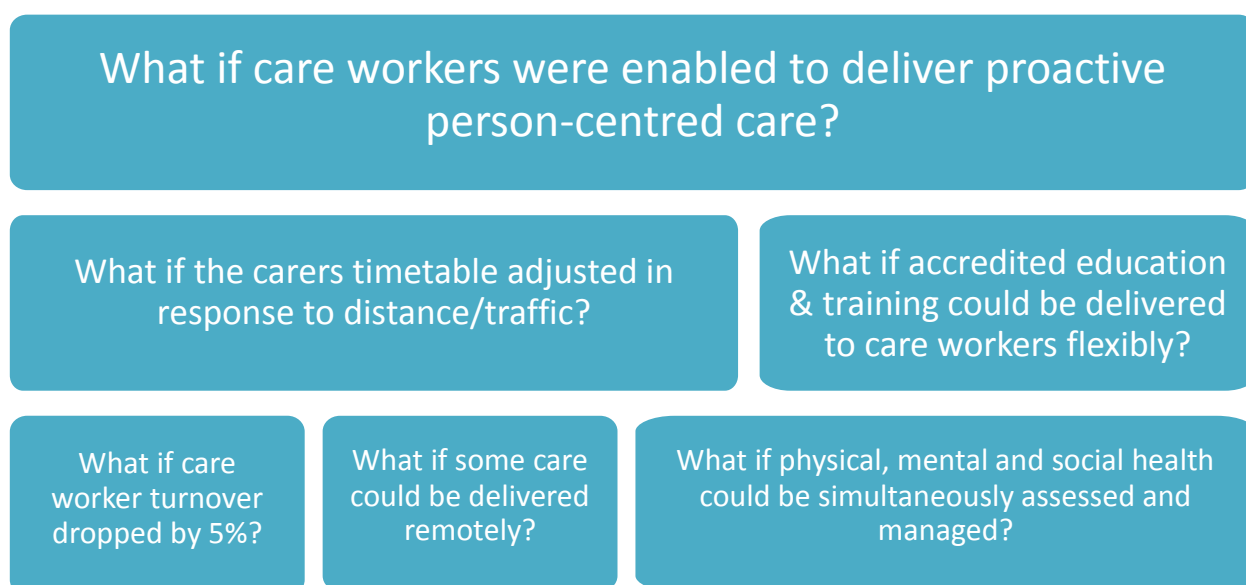 What if care workers were enabled to deliver proactive
person-centred care?
What if the carers timetable adjusted in
response to distance/traffic?
What if accredited education
& training could be delivered
to care workers flexibly?
What if care
worker turnover
dropped by 5%?
What if some care
could be delivered
remotely?
What if physical, mental and social health
could be simultaneously assessed and
managed?